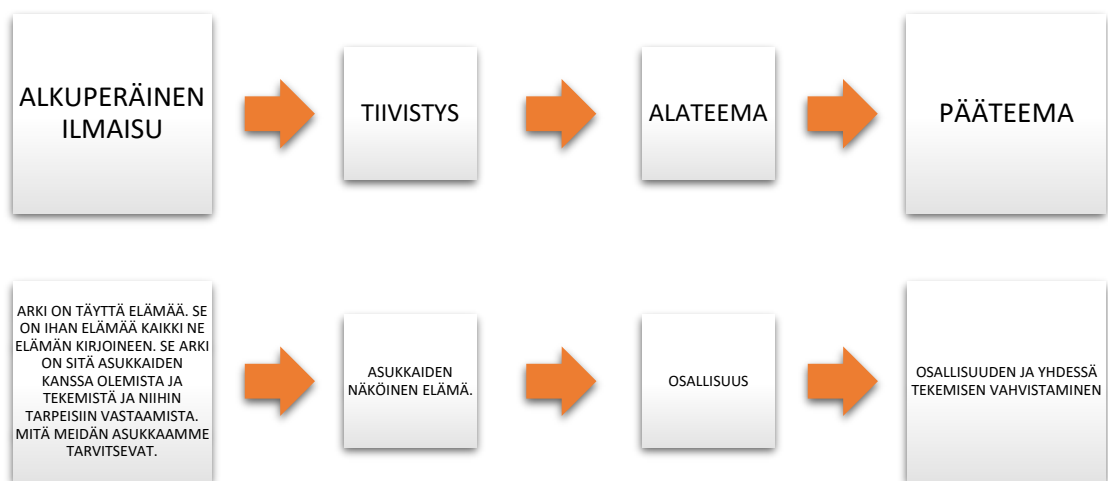 ALKUPERÄINEN
ILMAISU
TIIVISTYS
ALATEEMA
PÄÄTEEMA
ARKI ON TÄYTTÄ ELÄMÄÄ. SE
ON IHAN ELÄMÄÄ KAIKKI NE
ELÄMÄN KIRJOINEEN. SE ARKI
ON SITÄ ASUKKAIDEN
KANSSA OLEMISTA JA
TEKEMISTÄ JA NIIHIN
TARPEISIIN VASTAAMISTA.
MITÄ MEIDÄN ASUKKAAMME
TARVITSEVAT.
ASUKKAIDEN
NÄKÖINEN ELÄMÄ.
OSALLISUUS
OSALLISUUDEN JA YHDESSÄ
TEKEMISEN VAHVISTAMINEN